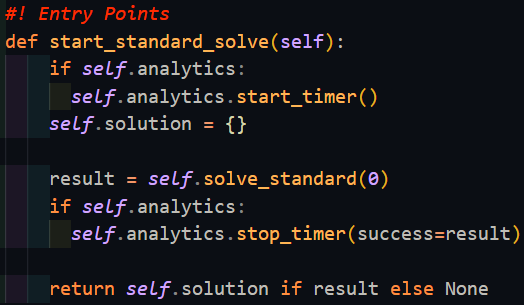 #! Entry Points
def start_standard_solve(self):
    if self.analytics:
      self.analytics.start_timer()
    self.solution = {}

    result = self.solve_standard(0)
    if self.analytics:
      self.analytics.stop_timer(success=result)

    return self.solution if result else None